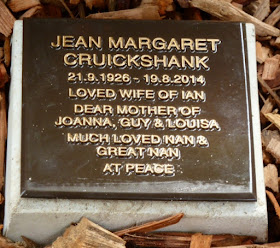 JEAN MARGARET
CRUICKSHANK
21.9.1926 - 19.8.2014
LOVED WIFE OF IAN
DEAR MOTHER OF
JOANNA, GUY & LOUISA
MUCH LOVED NAN &
GREAT NAN
AT PEACE